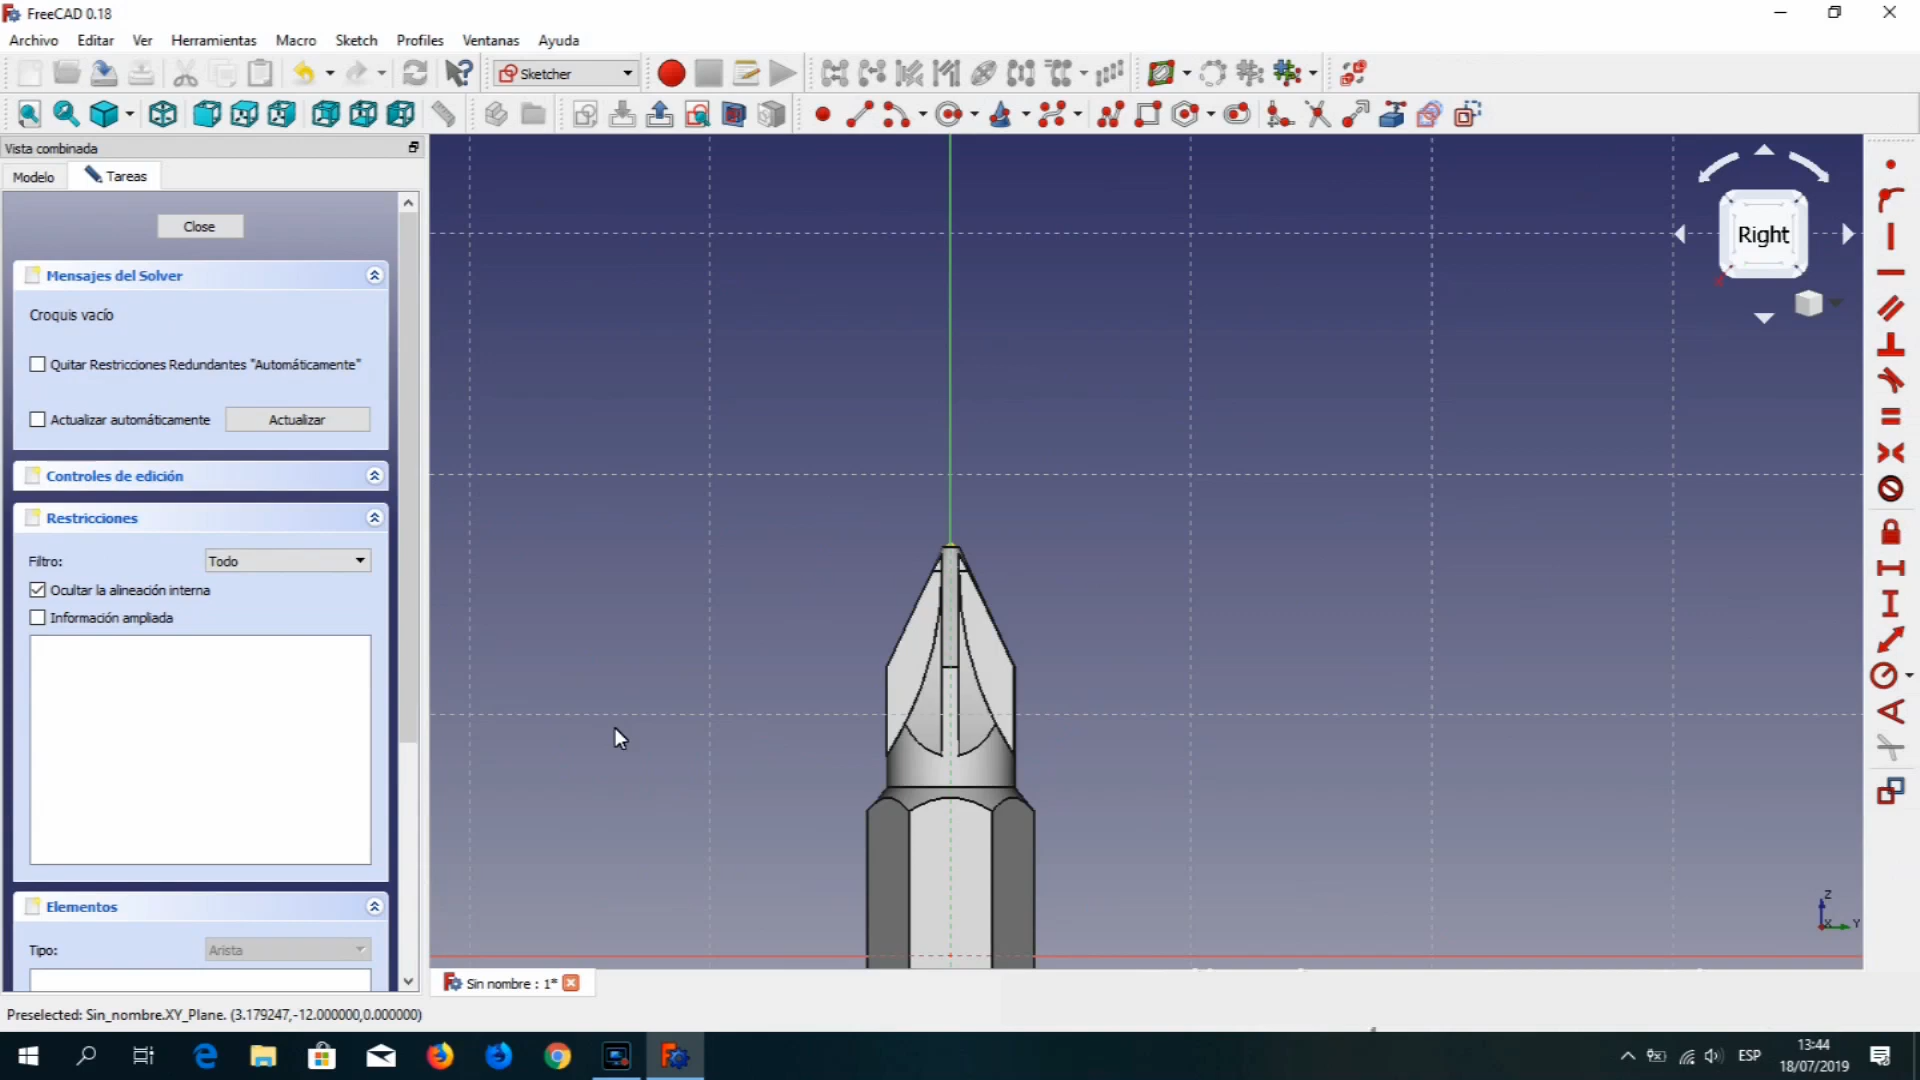 FreeCAD 0.18
Archivo Editar Ver Herramientas Macro Sketch Profiles Ventanas Ayuda
Sketcher
Vista combinada
Modelo Tareas
Close
Mensajes del Solver
Croquis vacío
Quitar Restricciones Redundantes "Automáticamente"
Actualizar automáticamente Actualizar
Controles de edición
Restricciones
Filtro: Todo
Ocultar la alineación interna
Información ampliada
Elementos
Tipo: Arista
Right
Z
X Y
Sin nombre : 1*
Preselected: Sin_nombre.XY_Plane. (3.179247,-12.000000,0.000000)
ESP
13:44
18/07/2019